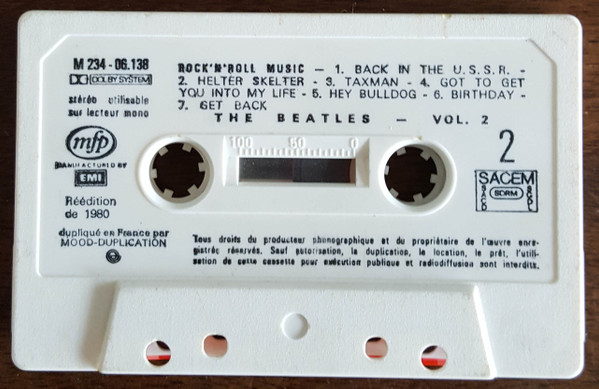 M 234 - 06.138
DOLBY SYSTEM
stéréo utilisable
sur lecteur mono
mfp
MANUFACTURED BY
EMI
Réédition
de 1980
dupliqué en France par
MOOD-DUPLICATION
ROCK'N'ROLL MUSIC – 1. BACK IN THE U.S.S.R. -
2. HELTER SKELTER - 3. TAXMAN - 4. GOT TO GET
YOU INTO MY LIFE - 5. HEY BULLDOG - 6. BIRTHDAY -
7. GET BACK
THE BEATLES – VOL. 2
100 50 0
2
SACEM
SACD SDRM SGDL
Tous droits du producteur phonographique et du propriétaire de l'œuvre enre-
gistrée réservés. Sauf autorisation, la duplication, la location, le prêt, l'utili-
sation de cette cassette pour exécution publique et radiodiffusion sont interdits.